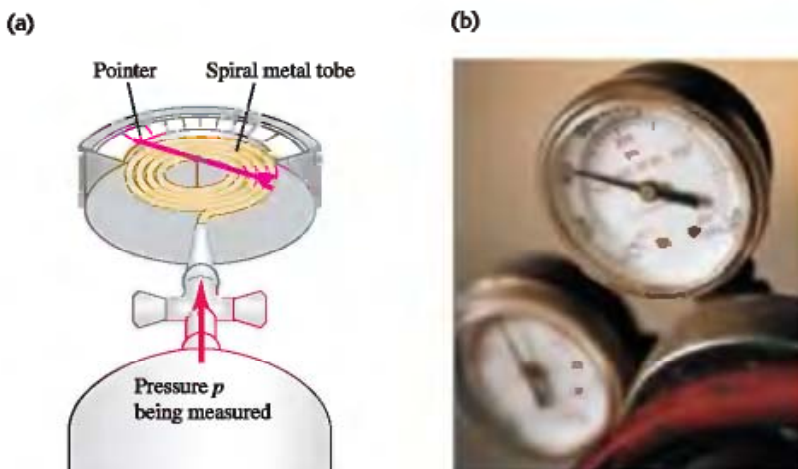 (a)
Pointer
Spiral metal tobe
Pressure p
being measured
(b)